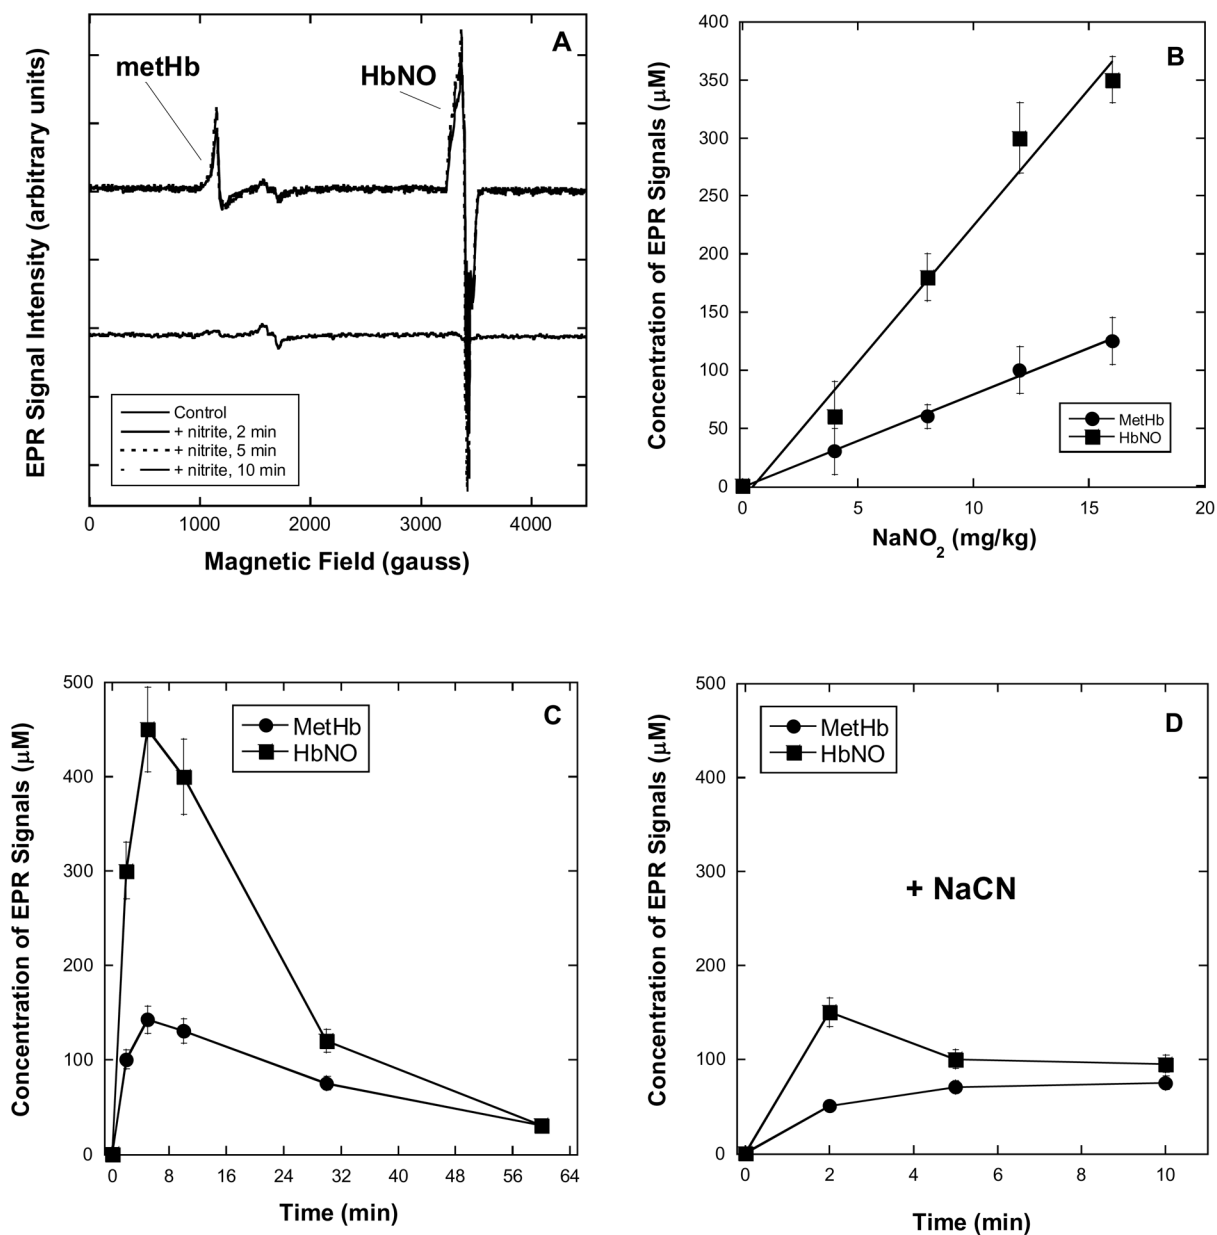 A
metHb
HbNO
EPR Signal Intensity (arbitrary units)
Control
+ nitrite, 2 min
+ nitrite, 5 min
+ nitrite, 10 min
0 1000 2000 3000 4000
Magnetic Field (gauss)
B
Concentration of EPR Signals (μM)
400
350
300
250
200
150
100
50
0
MetHb
HbNO
0 5 10 15 20
NaNO2 (mg/kg)
C
Concentration of EPR Signals (μM)
500
400
300
200
100
0
MetHb
HbNO
0 8 16 24 32 40 48 56 64
Time (min)
D
Concentration of EPR Signals (μM)
500
400
300
200
100
0
MetHb
HbNO
+ NaCN
0 2 4 6 8 10
Time (min)